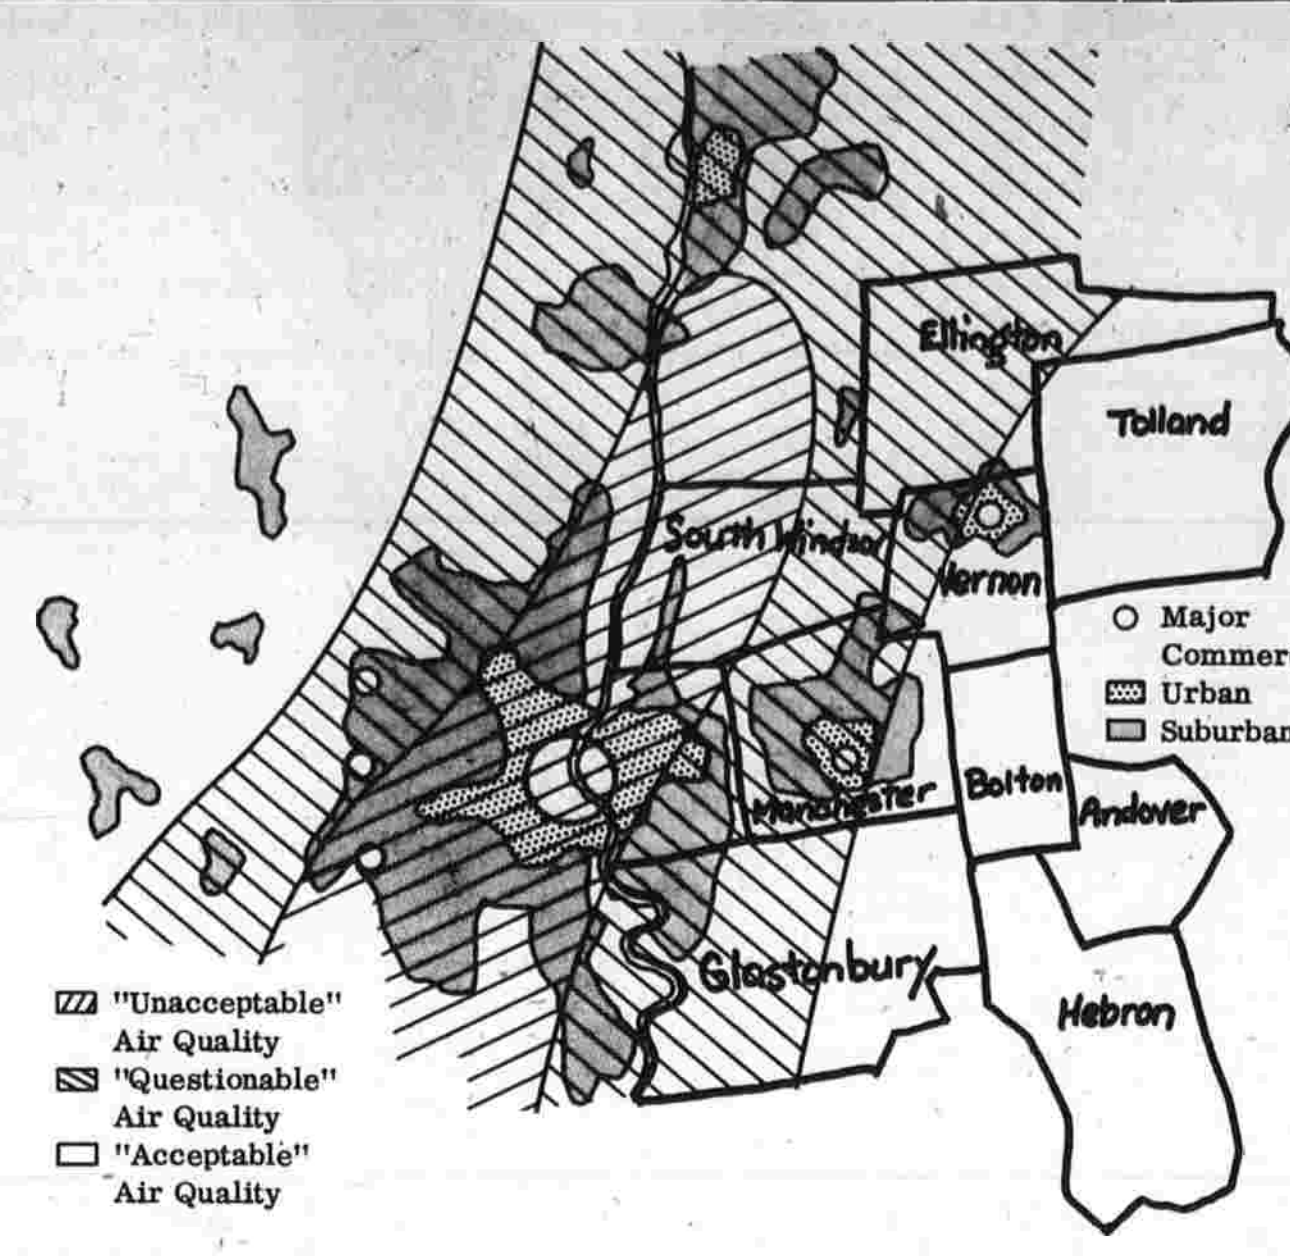 Ellington
Tolland
South Windsor
Vernon
Major
Commer
Urban
Suburban
Manchester
Bolton
Andover
Glastonbury
Hebron
"Unacceptable"
Air Quality
"Questionable"
Air Quality
"Acceptable"
Air Quality